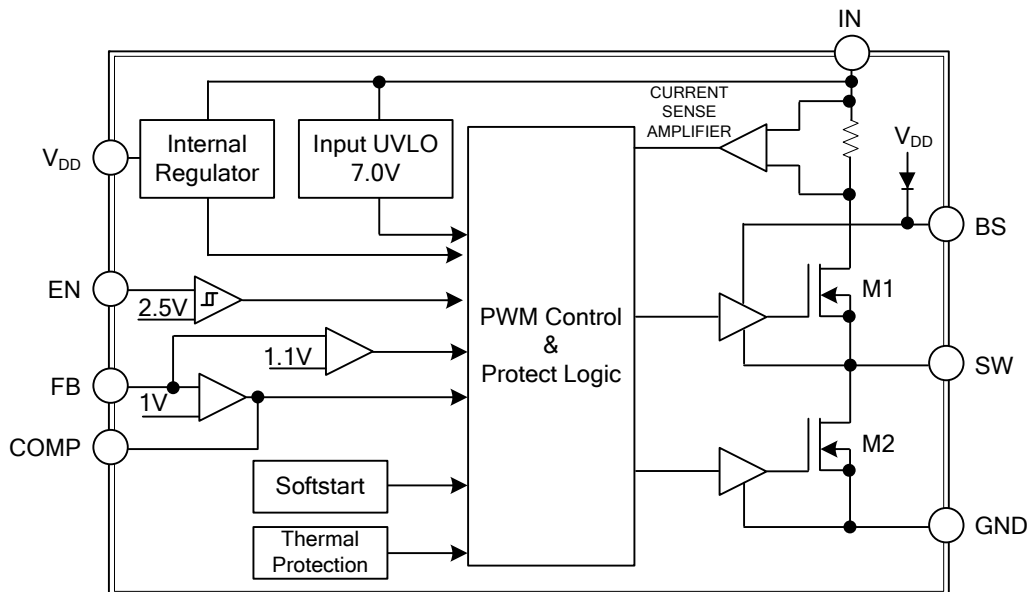 IN
CURRENT
SENSE
AMPLIFIER
Internal
Regulator
Input UVLO
7.0V
VDD
VDD
BS
EN
2.5V
M1
PWM Control
&
Protect Logic
1.1V
FB
1V
SW
COMP
M2
Softstart
GND
Thermal
Protection